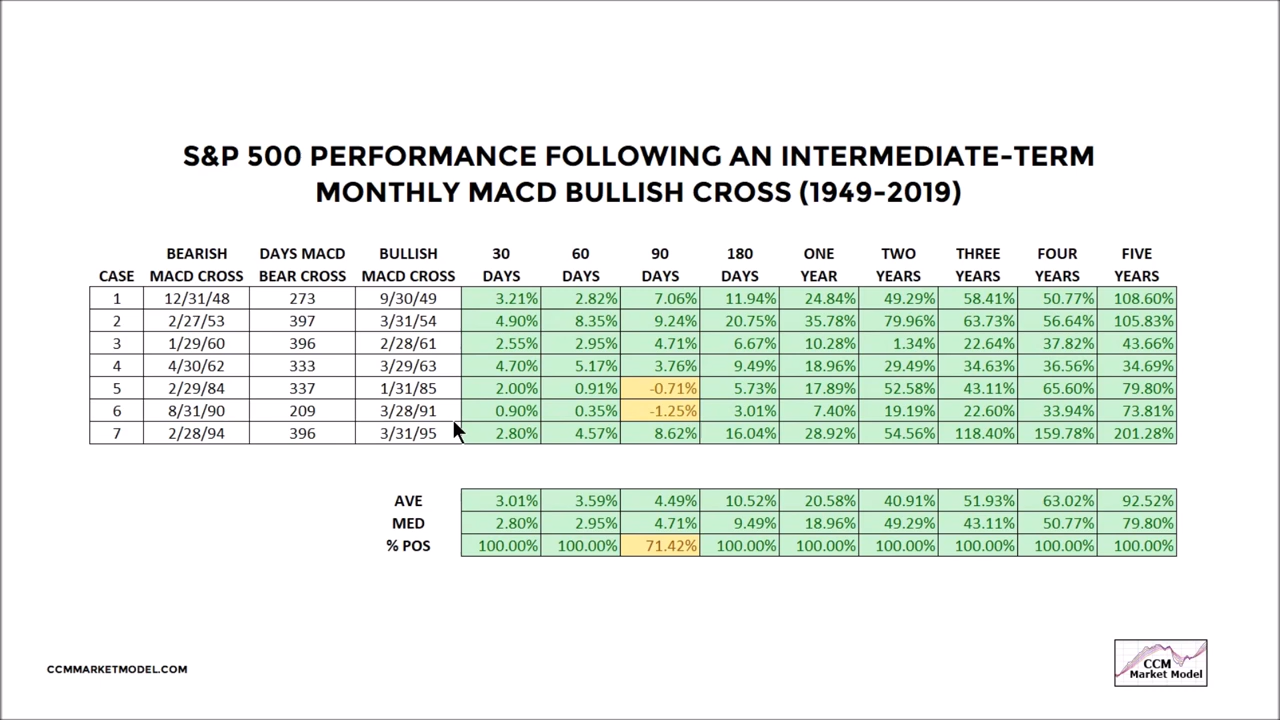 S&P 500 PERFORMANCE FOLLOWING AN INTERMEDIATE-TERM
MONTHLY MACD BULLISH CROSS (1949-2019)
BEARISH DAYS MACD BULLISH 30 60 90 180 ONE TWO THREE FOUR FIVE
CASE MACD CROSS BEAR CROSS MACD CROSS DAYS DAYS DAYS DAYS YEAR YEARS YEARS YEARS YEARS
1 12/31/48 273 9/30/49 3.21% 2.82% 7.06% 11.94% 24.84% 49.29% 58.41% 50.77% 108.60%
2 2/27/53 397 3/31/54 4.90% 8.35% 9.24% 20.75% 35.78% 79.96% 63.73% 56.64% 105.83%
3 1/29/60 396 2/28/61 2.55% 2.95% 4.71% 6.67% 10.28% 1.34% 22.64% 37.82% 43.66%
4 4/30/62 333 3/29/63 4.70% 5.17% 3.76% 9.49% 18.96% 29.49% 34.63% 36.56% 34.69%
5 2/29/84 337 1/31/85 2.00% 0.91% -0.71% 5.73% 17.89% 52.58% 43.11% 65.60% 79.80%
6 8/31/90 209 3/28/91 0.90% 0.35% -1.25% 3.01% 7.40% 19.19% 22.60% 33.94% 73.81%
7 2/28/94 396 3/31/95 2.80% 4.57% 8.62% 16.04% 28.92% 54.56% 118.40% 159.78% 201.28%
AVE 3.01% 3.59% 4.49% 10.52% 20.58% 40.91% 51.93% 63.02% 92.52%
MED 2.80% 2.95% 4.71% 9.49% 18.96% 49.29% 43.11% 50.77% 79.80%
% POS 100.00% 100.00% 71.42% 100.00% 100.00% 100.00% 100.00% 100.00% 100.00%
CCMMARKETMODEL.COM
CCM
Market Model